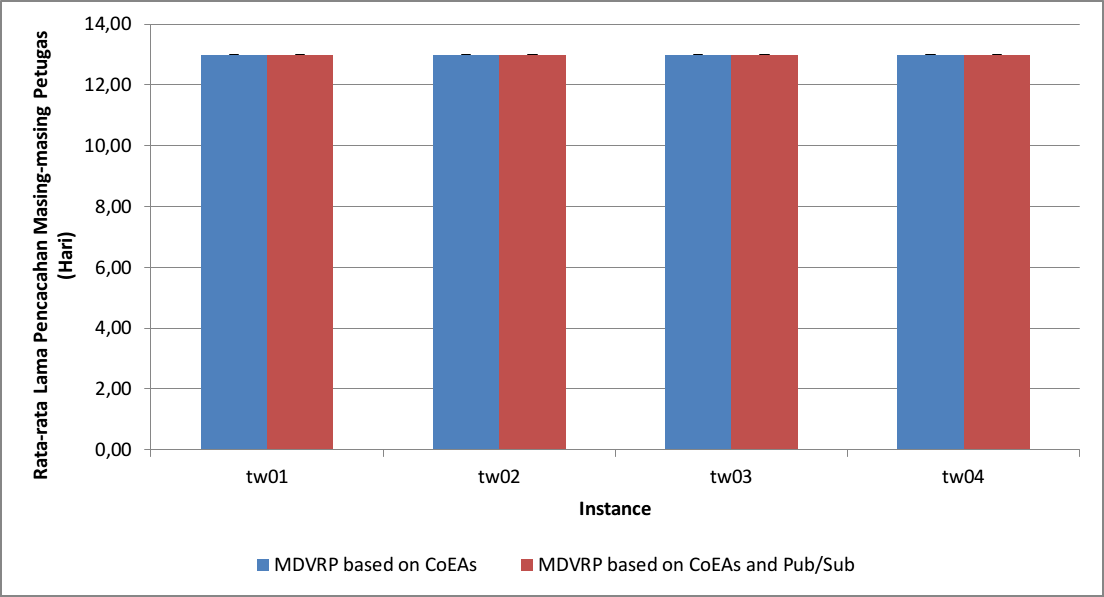 Rata-rata Lama Pencacahan Masing-masing Petugas
(Hari)
14,00
12,00
10,00
8,00
6,00
4,00
2,00
0,00
tw01 tw02 tw03 tw04
Instance
MDVRP based on CoEAs MDVRP based on CoEAs and Pub/Sub